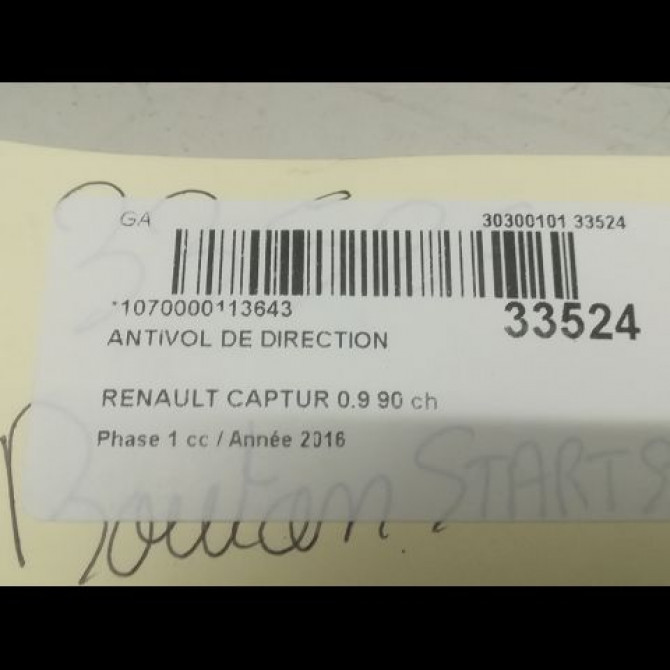 GA 30300101 33524
*1070000113643 33524
ANTiVOL DE DIRECTION
RENAULT CAPTUR 0.9 90 ch
Phase 1 cc / Année 2016
Bouton STARTS